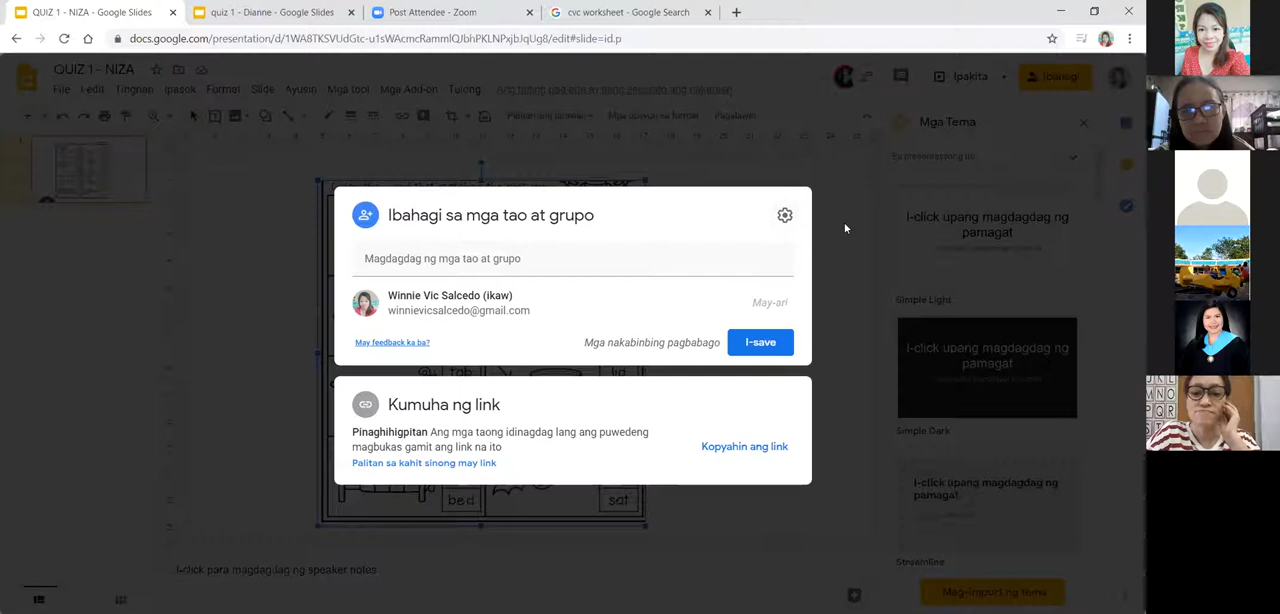 QUIZ 1 - NIZA - Google Slides
quiz 1 - Dianne - Google Slides
Post Attendee - Zoom
cvc worksheet - Google Search
docs.google.com/presentation/d/1WA8TKSVUdGtc-u1sWAcmcRammlQJbhPKLNPxjbJqUg8/edit#slide=id.p
QUIZ 1 - NIZA
File I-edit Tingnan Ipasok Format Slide Ayusin Mga tool Mga Add-on Tulong
Ipakita
Ibahagi
Mga Tema
Ibahagi sa mga tao at grupo
Magdagdag ng mga tao at grupo
Winnie Vic Salcedo (ikaw)
winnievicsalcedo@gmail.com
May-ari
May feedback ka ba?
Mga nakabinbing pagbabago
I-save
Kumuha ng link
Pinaghihigpitan Ang mga taong idinagdag lang ang puwedeng
magbukas gamit ang link na ito
Kopyahin ang link
Palitan sa kahit sinong may link
tab
lid
bed
sat
I-click upang magdagdag ng
pamagat
Simple Light
I-click upang magdagdag ng
pamagat
Simple Dark
I-click upang magdagdag ng
pamagat
Streamline
Mag-import ng tema
I-click para magdagdag ng speaker notes